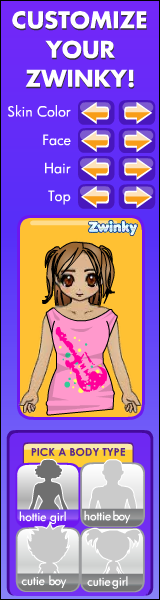 CUSTOMIZE
YOUR
ZWINKY!
Skin Color
Face
Hair
Top
Zwinky
PICK A BODY TYPE
hottie girl
hottie boy
cutie boy
cutie girl